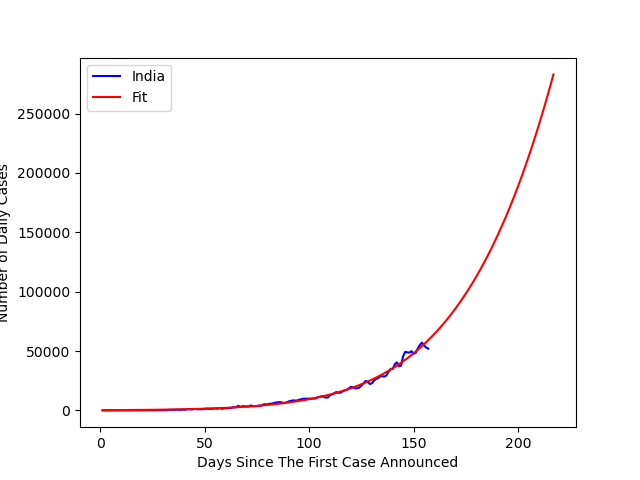 India
Fit
Number of Daily Cases
250000
200000
150000
100000
50000
0
0 50 100 150 200
Days Since The First Case Announced